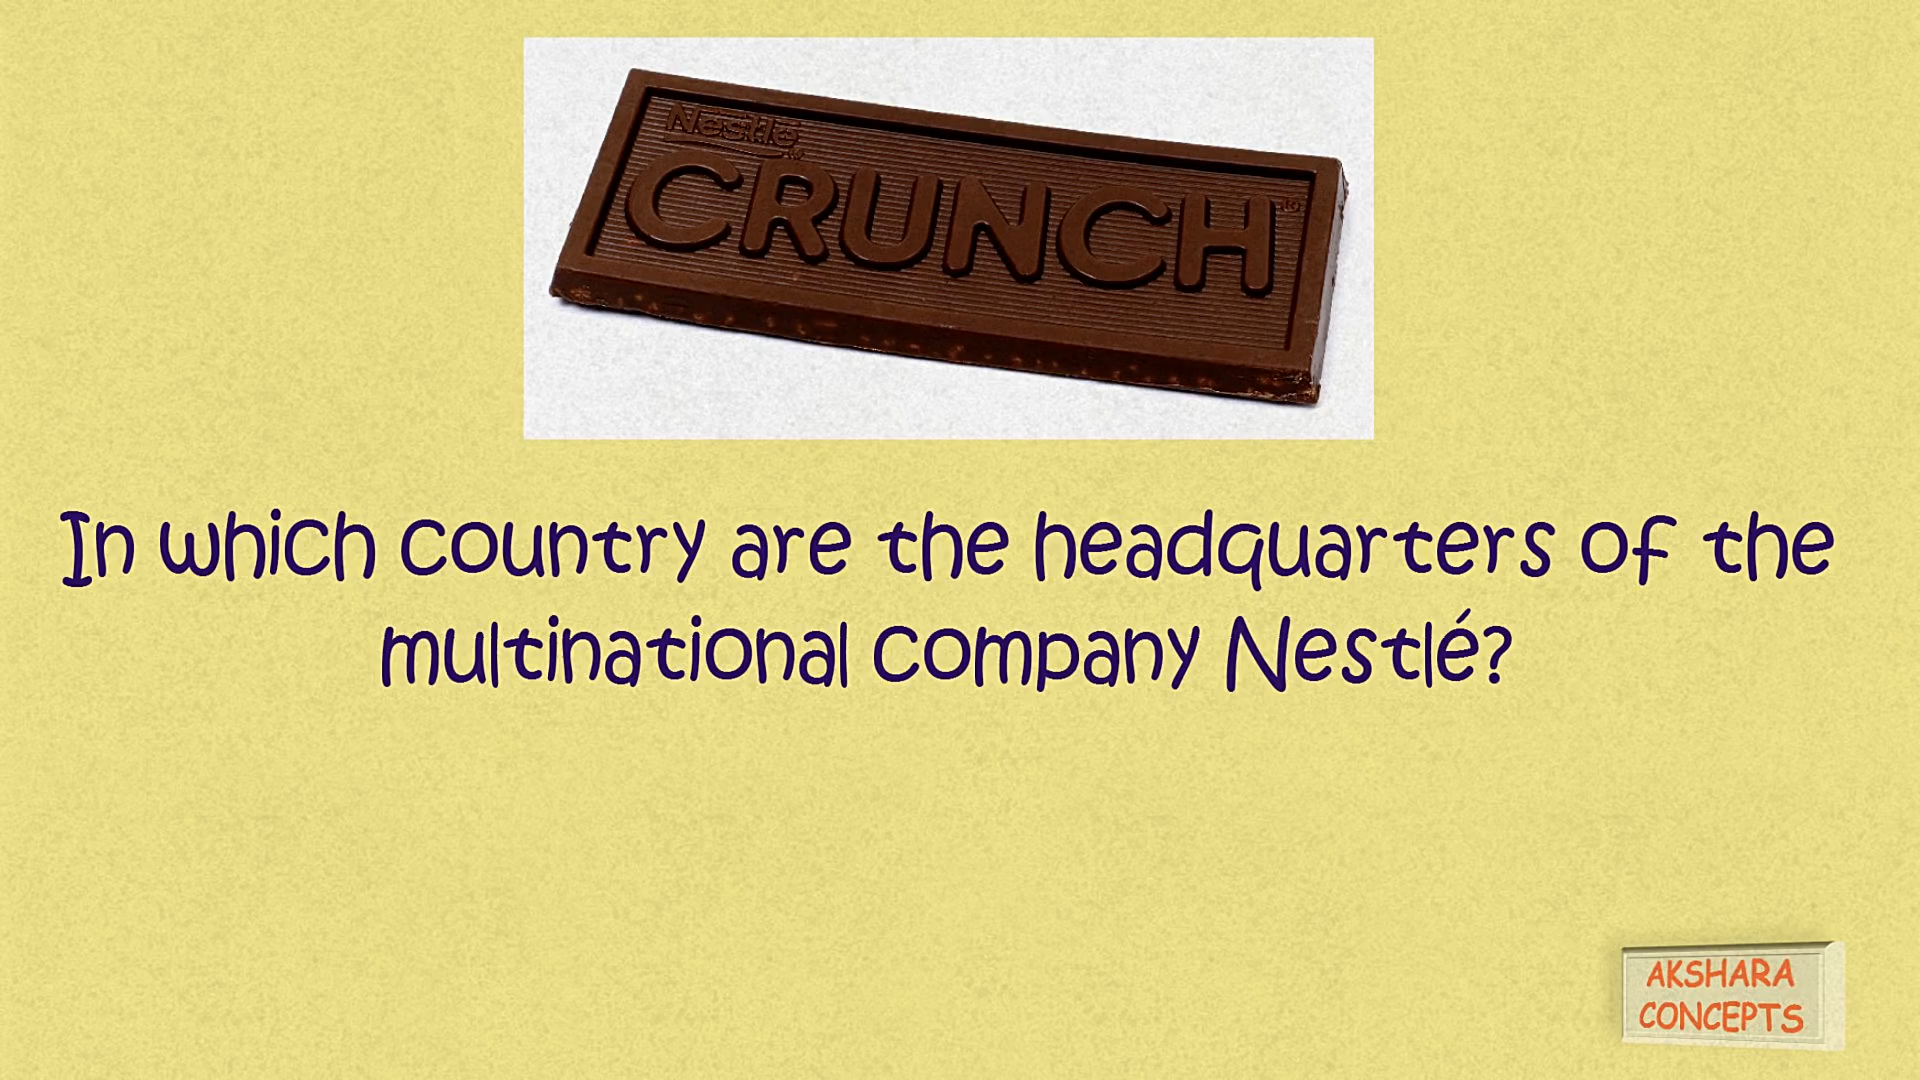 Nestlé
CRUNCH®
In which country are the headquarters of the
multinational company Nestlé?
AKSHARA
CONCEPTS